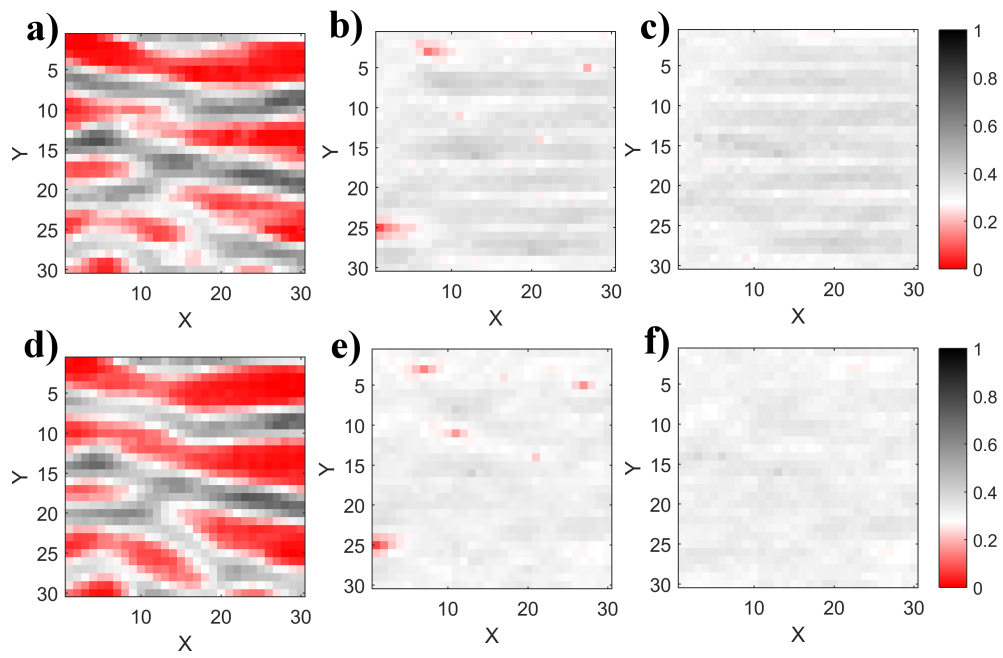 a) b) c)
5 5 5 1
10 10 10 0.8
15 15 15 0.6
Y Y Y
20 20 20 0.4
25 25 25 0.2
30 30 30 0
10 20 30 10 20 30 10 20 30
X X X
d) e) f)
5 5 5 1
10 10 10 0.8
15 15 15 0.6
Y Y Y
20 20 20 0.4
25 25 25 0.2
30 30 30 0
10 20 30 10 20 30 10 20 30
X X X